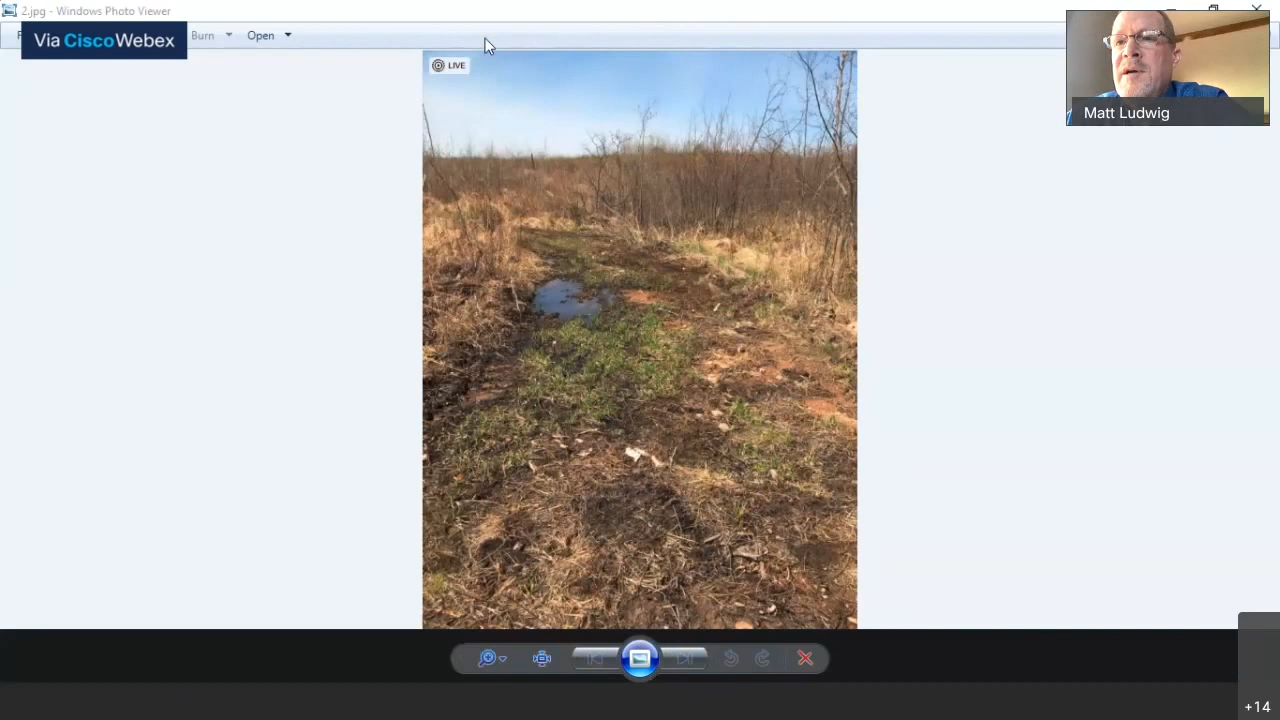 2.jpg - Windows Photo Viewer
Via CiscoWebex
Burn
Open
LIVE
Matt Ludwig
+14